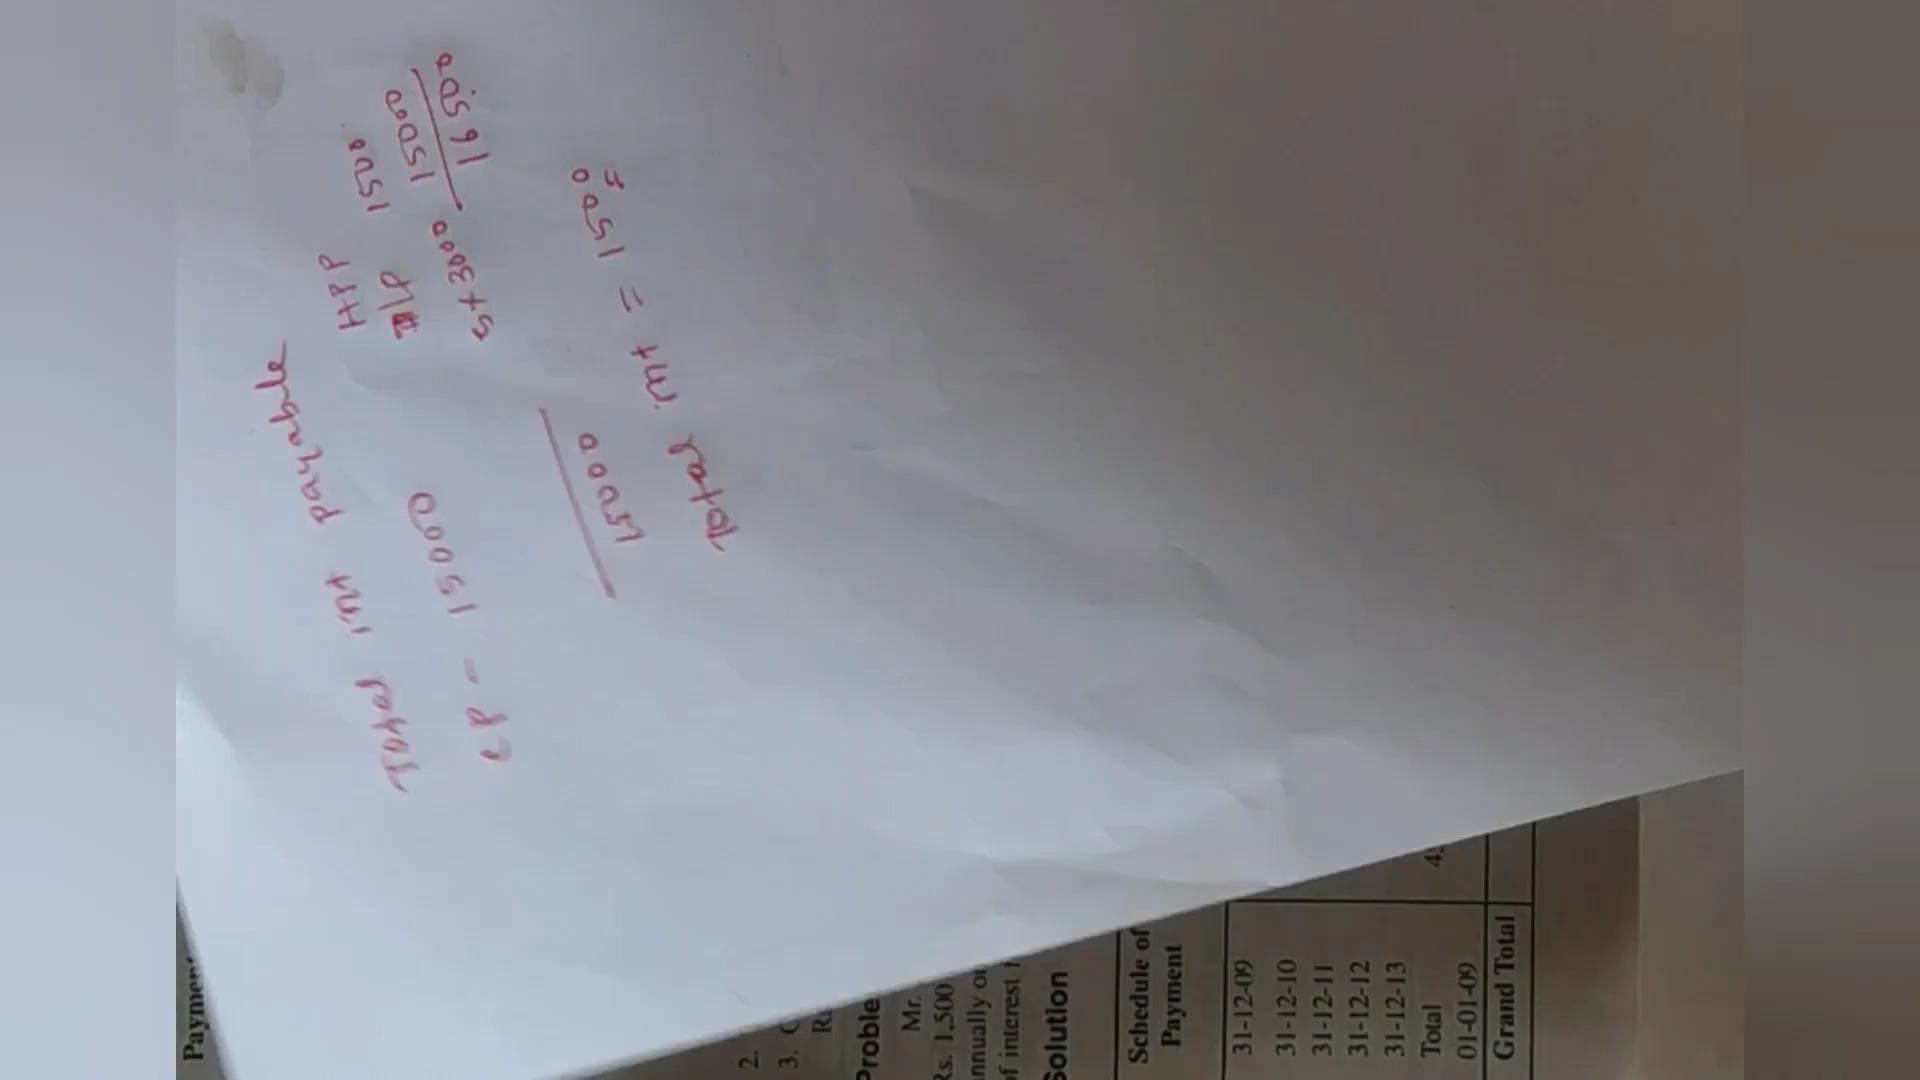 Total int payable
HPP
DP 1500
CP - 15000
5×3000 15000
16500
15000
Total int = 1500
Payment
2.
3.
Mr.
Rs. 1,500
annually
of interest
Solution
Schedule of
Payment
31-12-09
31-12-10
31-12-11
31-12-12
31-12-13
Total
01-01-09
Grand Total